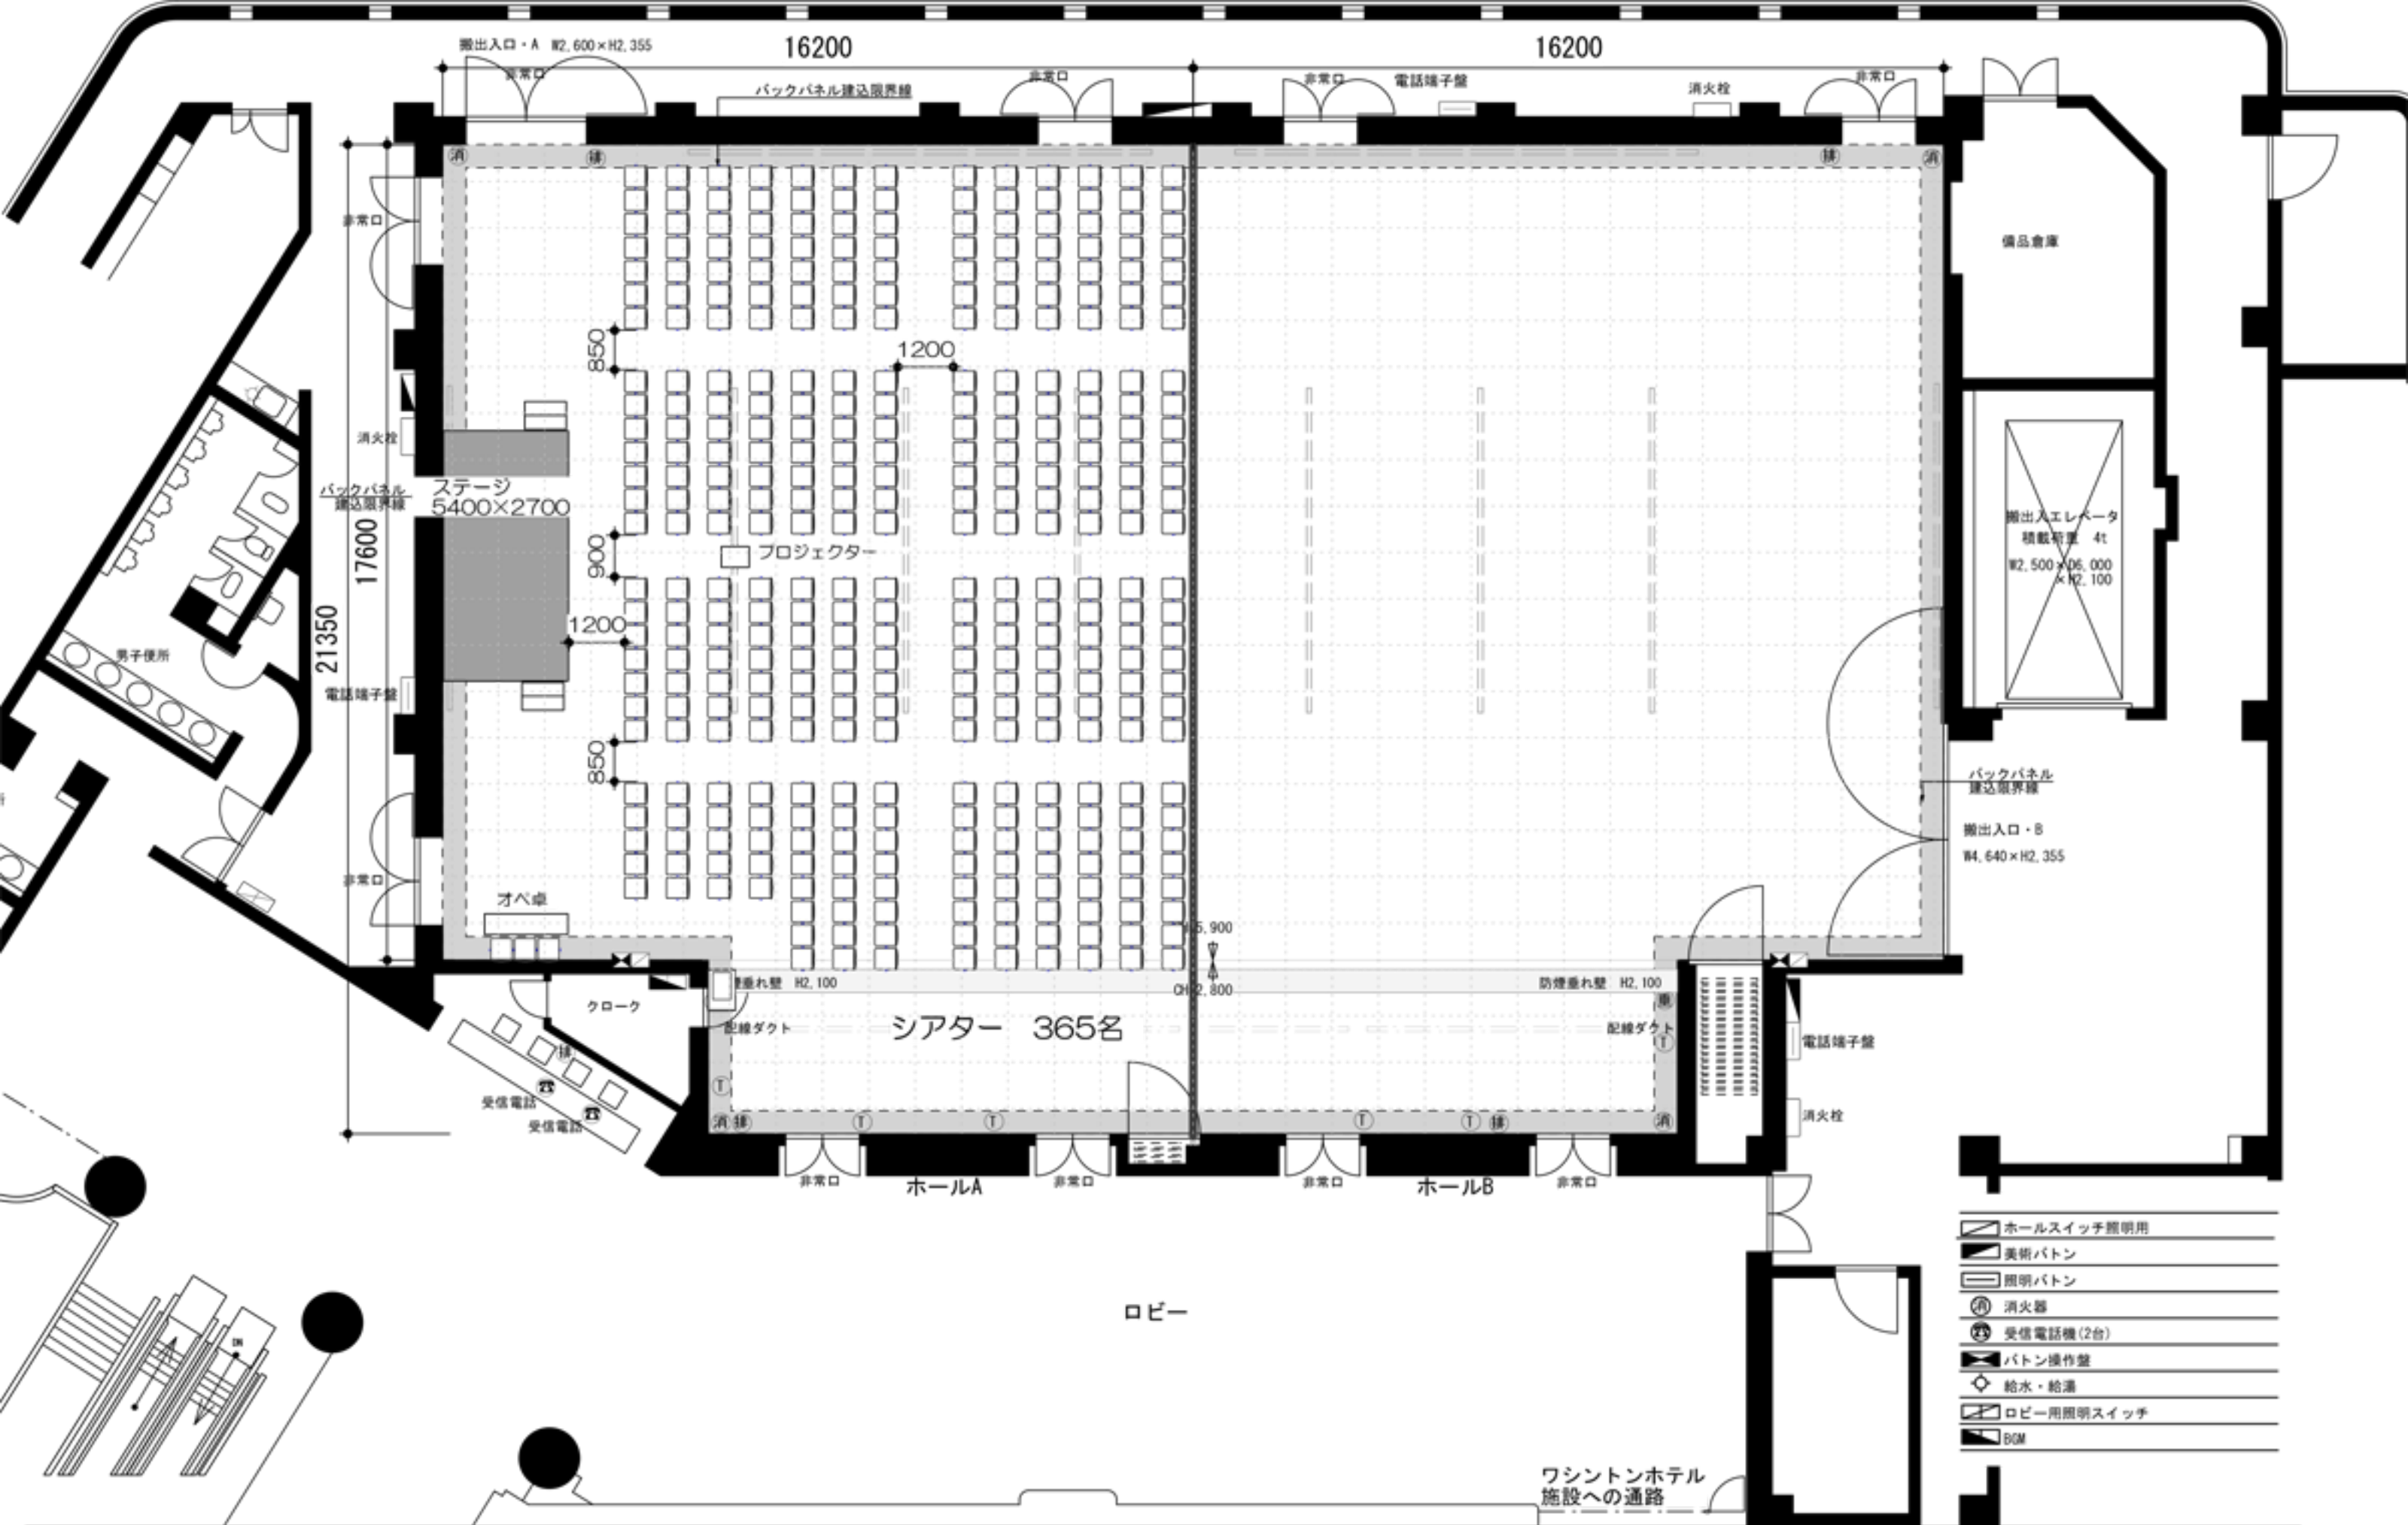 搬出入口・A W2,600×H2,355
16200
16200
非常口
非常口
非常口
電話端子盤
消火栓
非常口
バックパネル建込限界線
消
排
排
消
非常口
備品倉庫
850
1200
消火栓
バックパネル
建込限界線
ステージ
5400×2700
17600
900
プロジェクター
搬出入エレベータ
積載荷重 4t
W2,500×D6,000
×H2,100
21350
1200
男子便所
電話端子盤
850
バックパネル
建込限界線
搬出入口・B
W4,640×H2,355
非常口
オペ卓
5,900
垂れ壁 H2,100
CH=2,800
防煙垂れ壁 H2,100
クローク
配線ダクト
シアター 365名
配線ダクト
T
電話端子盤
排
受信電話
受信電話
T
消
排
T
T
T
T
排
消
消火栓
非常口
ホールA
非常口
非常口
ホールB
非常口
ロビー
DN
ホールスイッチ照明用
美術バトン
照明バトン
消 消火器
受信電話機(2台)
バトン操作盤
給水・給湯
ロビー用照明スイッチ
BGM
ワシントンホテル
施設への通路